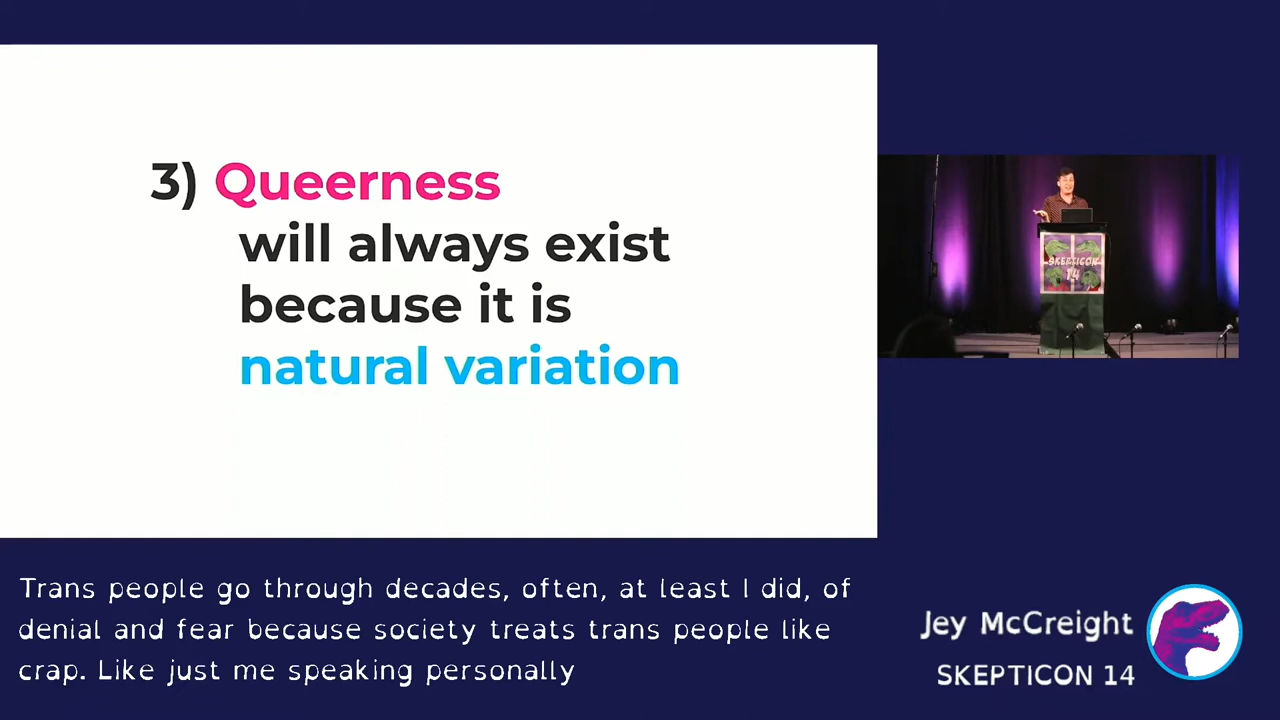 3) Queerness
will always exist
because it is
natural variation
SKEPTICON
14
Trans people go through decades, often, at least I did, of
denial and fear because society treats trans people like
crap. Like just me speaking personally
Jey McCreight
SKEPTICON 14